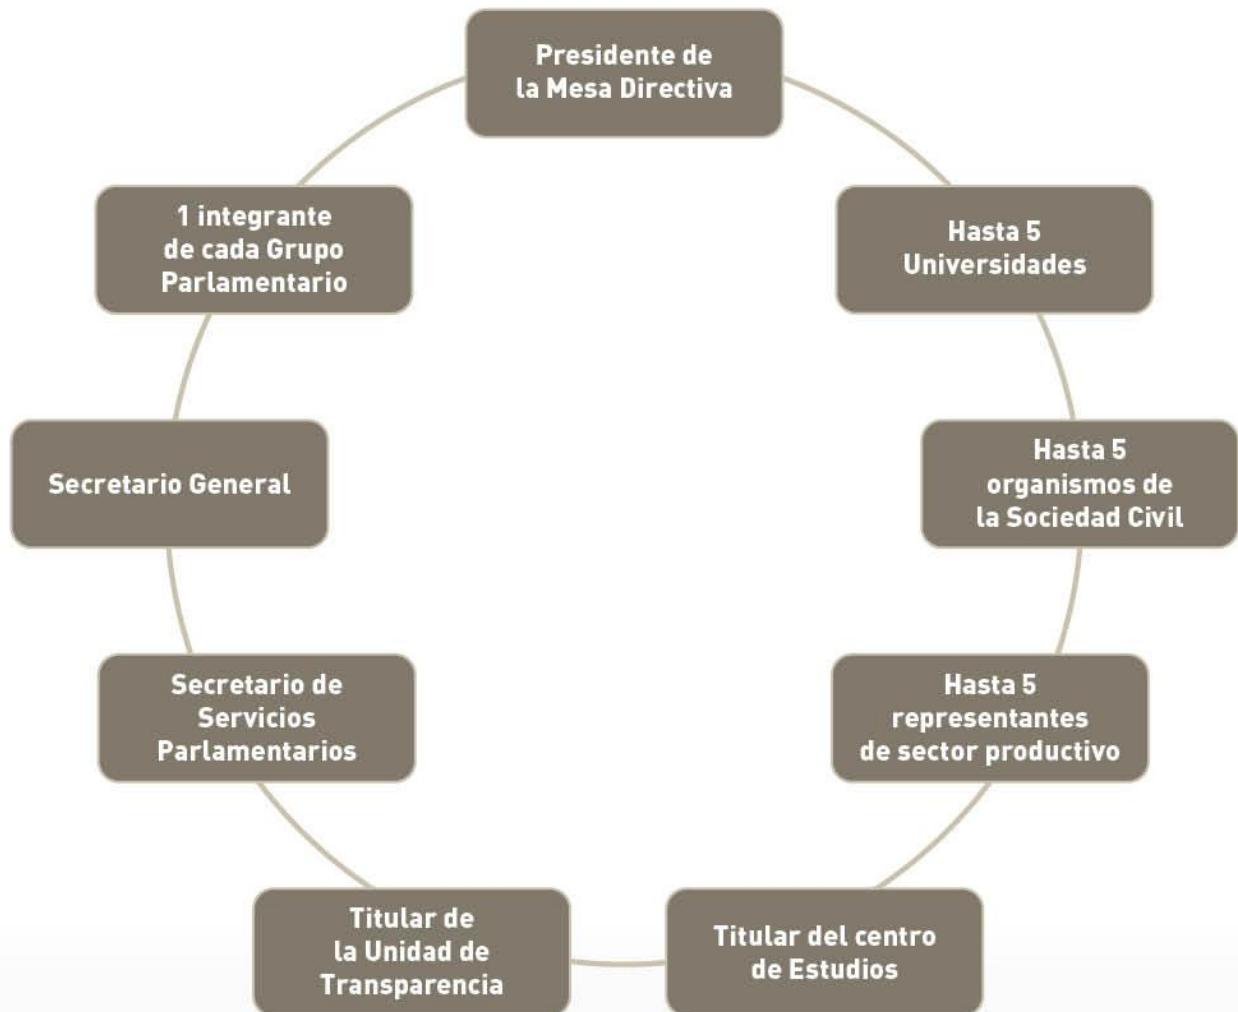 Presidente de
la Mesa Directiva
1 integrante
de cada Grupo
Parlamentario
Hasta 5
Universidades
Secretario General
Hasta 5
organismos de
la Sociedad Civil
Secretario de
Servicios
Parlamentarios
Hasta 5
representantes
de sector productivo
Titular de
la Unidad de
Transparencia
Titular del centro
de Estudios